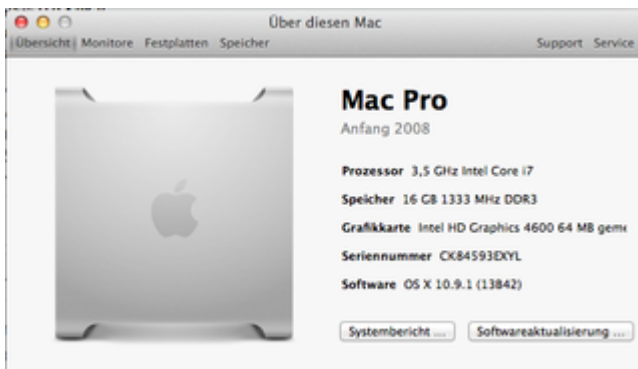 Über diesen Mac
Übersicht Monitore Festplatten Speicher Support Service
Mac Pro
Anfang 2008
Prozessor 3,5 GHz Intel Core i7
Speicher 16 GB 1333 MHz DDR3
Grafikkarte Intel HD Graphics 4600 64 MB geme
Seriennummer CK84593EXYL
Software OS X 10.9.1 (13B42)
Systembericht ... Softwareaktualisierung ...